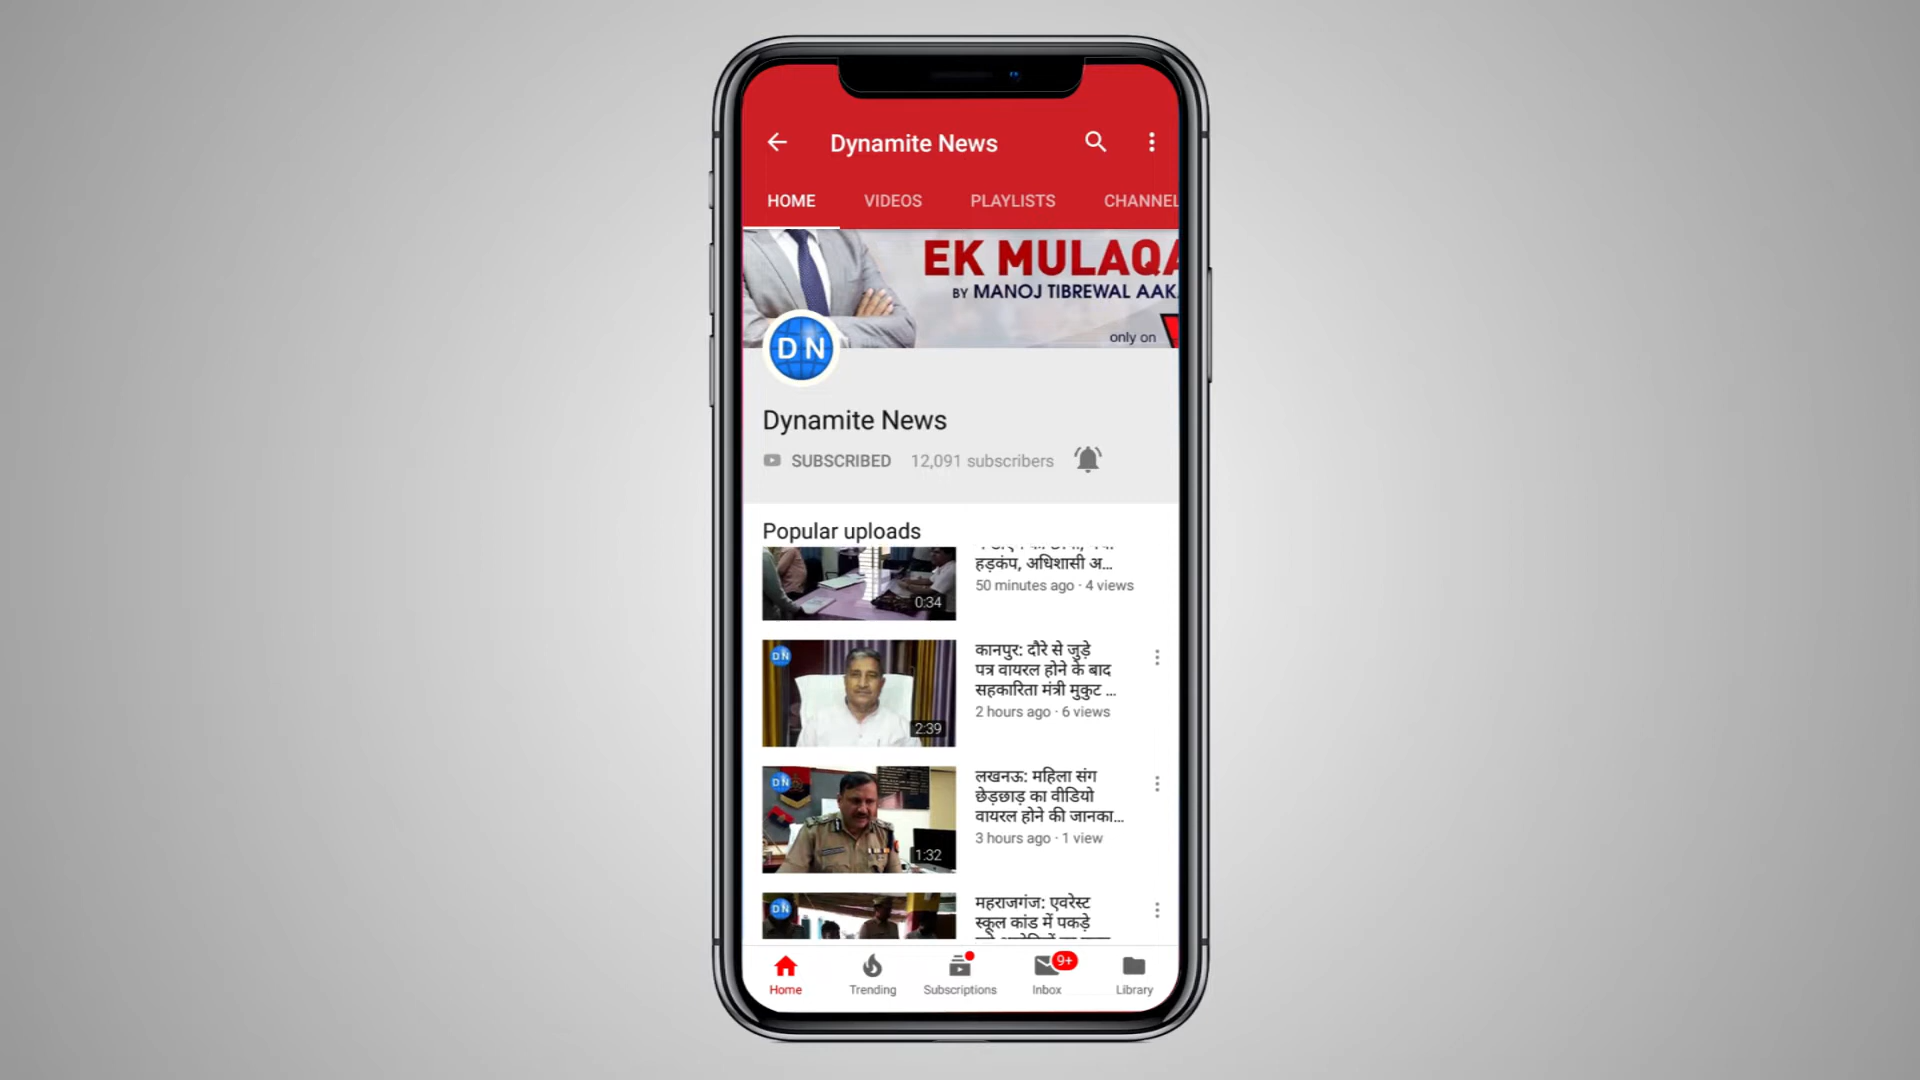 Dynamite News
HOME VIDEOS PLAYLISTS CHANNEL
EK MULAQA
BY MANOJ TIBREWAL AAK
only on
DN
Dynamite News
SUBSCRIBED 12,091 subscribers
Popular uploads
हड़कंप, अधिशासी अ...
50 minutes ago · 4 views
0:34
DN
कानपुर: दौरे से जुड़े
पत्र वायरल होने के बाद
सहकारिता मंत्री मुकुट ...
2 hours ago · 6 views
2:39
DN
लखनऊ: महिला संग
छेड़छाड़ का वीडियो
वायरल होने की जानका...
3 hours ago · 1 view
1:32
DN
महराजगंज: एवरेस्ट
स्कूल कांड में पकड़े
9+
Home Trending Subscriptions Inbox Library